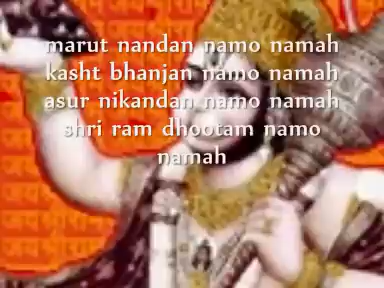 marut nandan namo namah
kasht bhanjan namo namah
asur nikandan namo namah
shri ram dhootam namo
namah